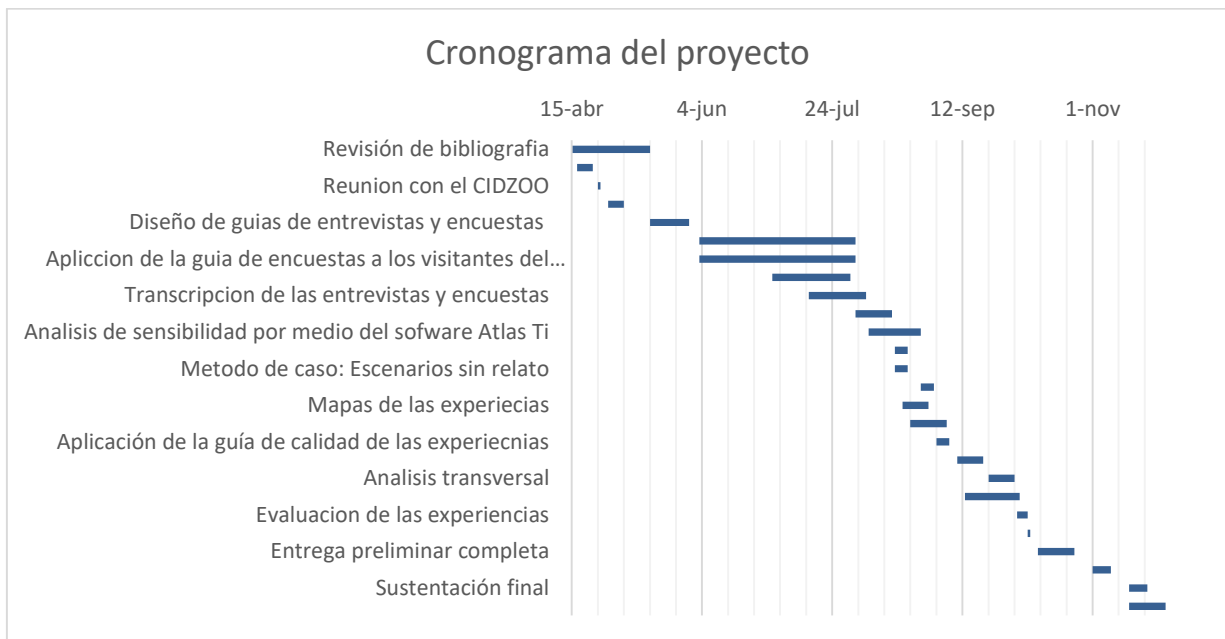 Cronograma del proyecto
15-abr 4-jun 24-jul 12-sep 1-nov
Revisión de bibliografia
Reunion con el CIDZOO
Diseño de guias de entrevistas y encuestas
Apliccion de la guia de encuestas a los visitantes del…
Transcripcion de las entrevistas y encuestas
Analisis de sensibilidad por medio del sofware Atlas Ti
Metodo de caso: Escenarios sin relato
Mapas de las experiecias
Aplicación de la guía de calidad de las experiecnias
Analisis transversal
Evaluacion de las experiencias
Entrega preliminar completa
Sustentación final